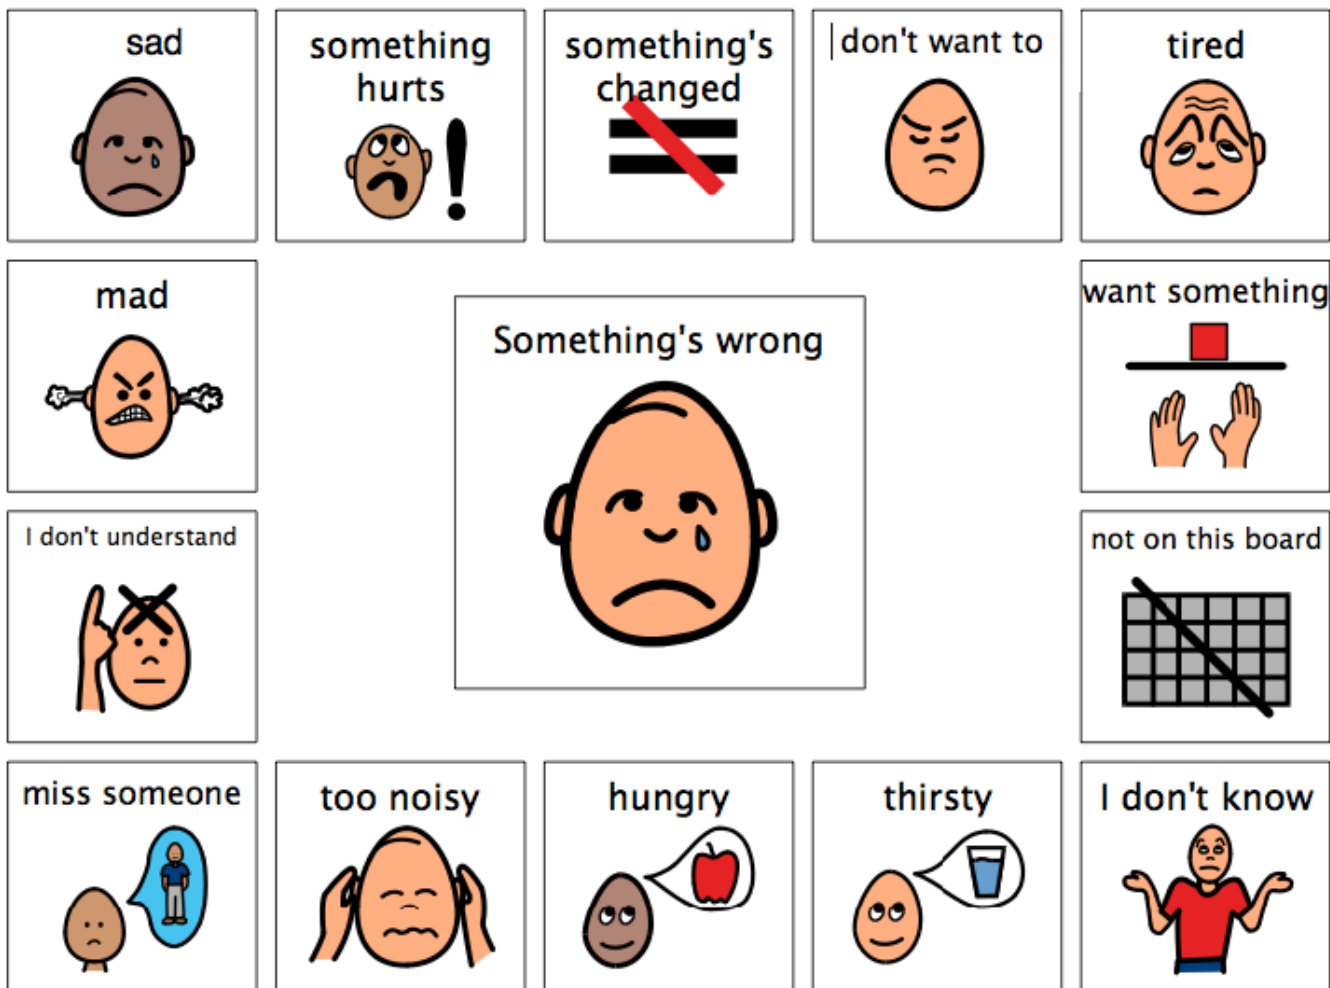 sad
something
hurts
something's
changed
don't want to
tired
mad
Something's wrong
want something
I don't understand
not on this board
miss someone
too noisy
hungry
thirsty
I don't know